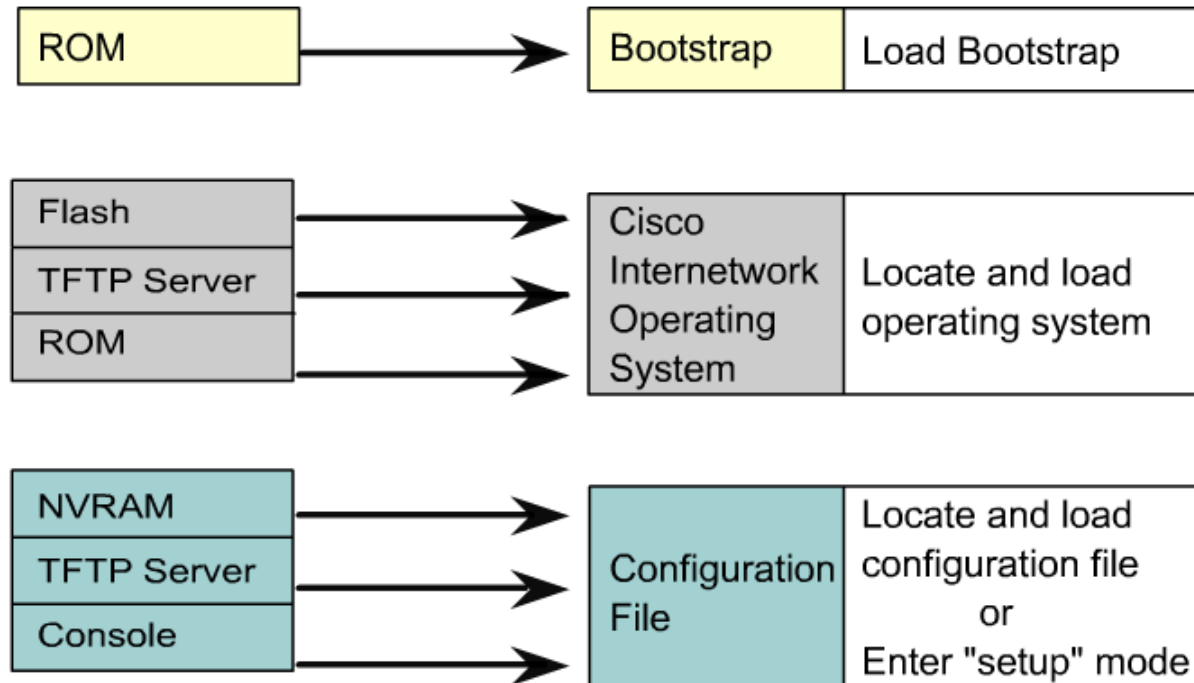 ROM
Bootstrap
Load Bootstrap
Flash
TFTP Server
ROM
Cisco
Internetwork
Operating
System
Locate and load
operating system
NVRAM
TFTP Server
Console
Configuration
File
Locate and load
configuration file
or
Enter "setup" mode